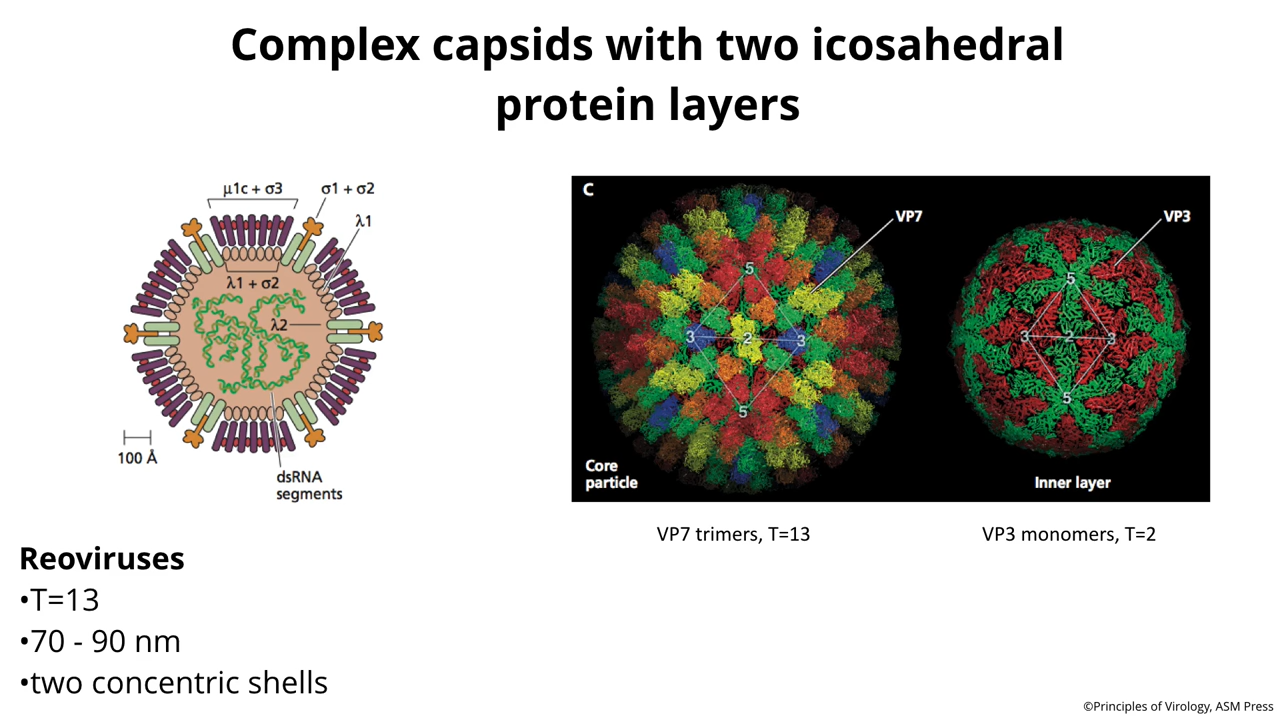 Complex capsids with two icosahedral
protein layers
μ1c + σ3
σ1 + σ2
λ1
λ1 + σ2
λ2
100 Å
dsRNA
segments
C
VP7
5
3
2
3
5
Core
particle
VP3
5
3
2
3
5
Inner layer
VP7 trimers, T=13
VP3 monomers, T=2
Reoviruses
•T=13
•70 - 90 nm
•two concentric shells
©Principles of Virology, ASM Press